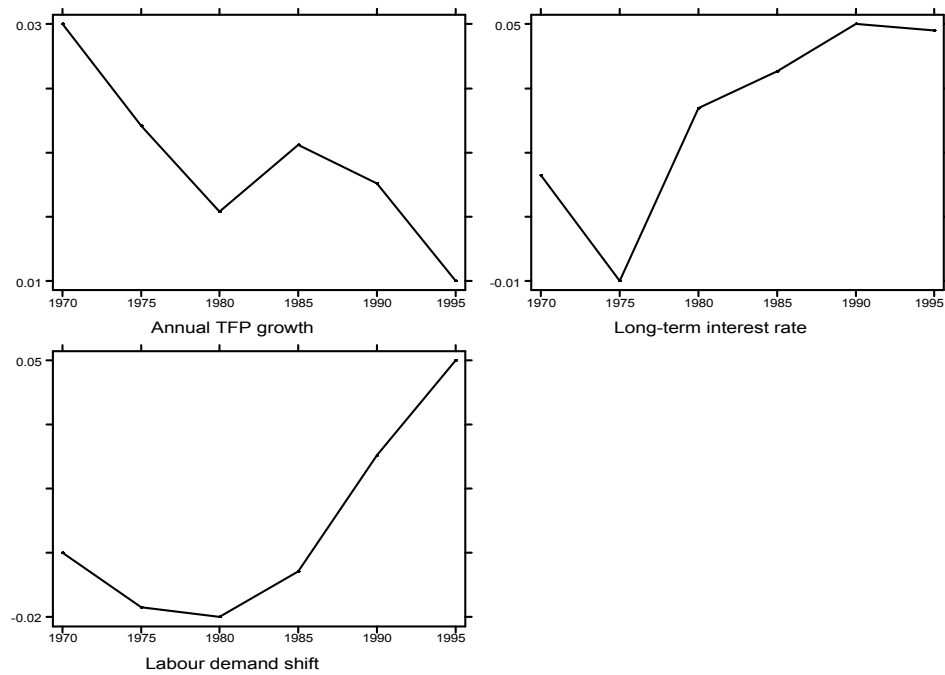 0.03
0.01
1970 1975 1980 1985 1990 1995
Annual TFP growth
0.05
-0.01
1970 1975 1980 1985 1990 1995
Long-term interest rate
0.05
-0.02
1970 1975 1980 1985 1990 1995
Labour demand shift